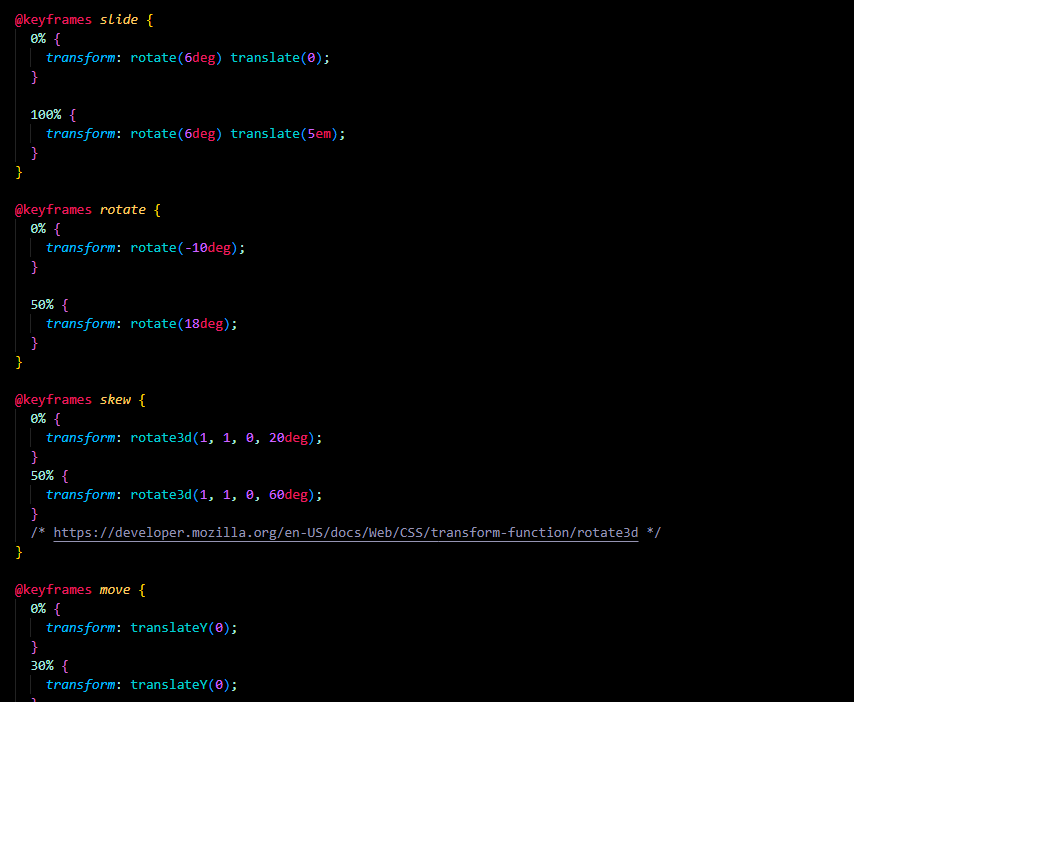 @keyframes slide {
0% {
transform: rotate(6deg) translate(0);
}
100% {
transform: rotate(6deg) translate(5em);
}
}
@keyframes rotate {
0% {
transform: rotate(-10deg);
}
50% {
transform: rotate(18deg);
}
}
@keyframes skew {
0% {
transform: rotate3d(1, 1, 0, 20deg);
}
50% {
transform: rotate3d(1, 1, 0, 60deg);
}
/* https://developer.mozilla.org/en-US/docs/Web/CSS/transform-function/rotate3d */
}
@keyframes move {
0% {
transform: translateY(0);
}
30% {
transform: translateY(0);
}